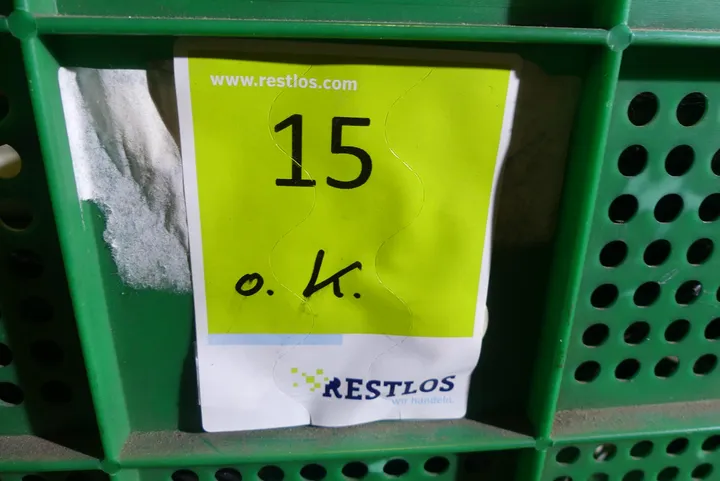 www.restlos.com
15
o. K.
RESTLOS
wir handeln.